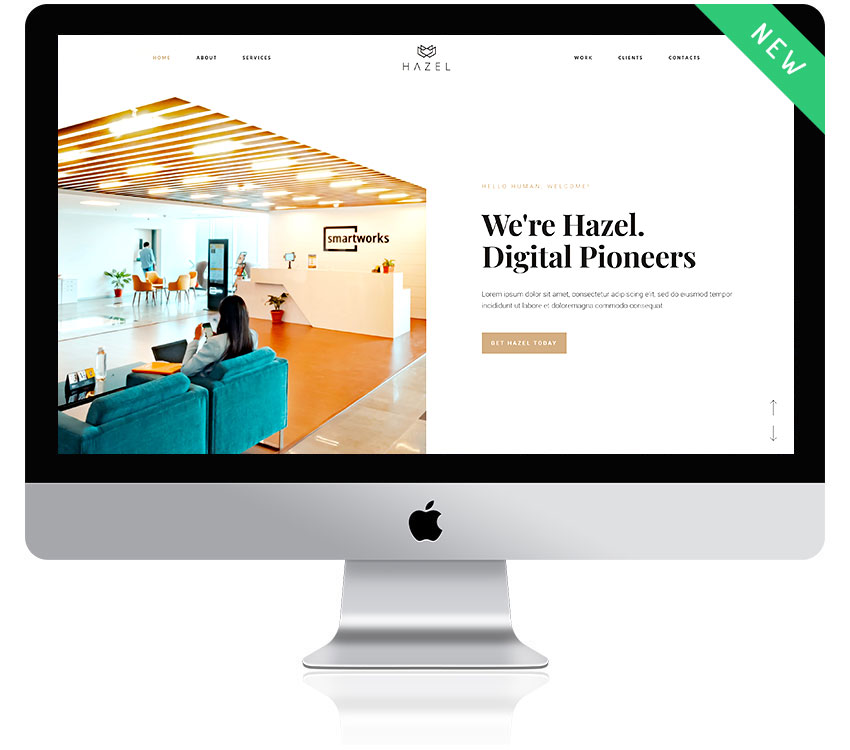 NEW
HOME ABOUT SERVICES
HAZEL
WORK CLIENTS CONTACTS
smartworks
HELLO HUMAN, WELCOME!
We're Hazel.
Digital Pioneers
Lorem ipsum dolor sit amet, consectetur adipiscing elit, sed do eiusmod tempor
incididunt ut labore et doloremagna commodo consequat.
GET HAZEL TODAY